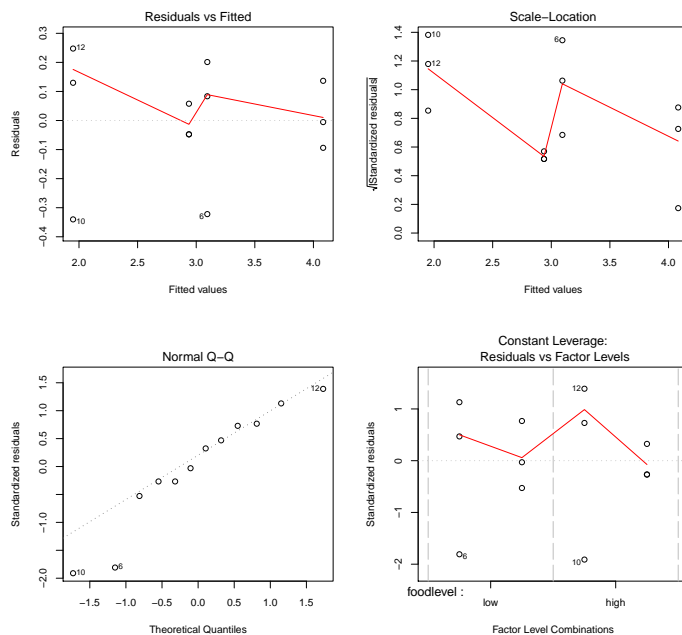 Residuals vs Fitted
0.3
0.2
0.1
0.0
−0.1
−0.2
−0.3
−0.4
Residuals
12
10
6
2.0 2.5 3.0 3.5 4.0
Fitted values
Scale−Location
1.4
1.2
1.0
0.8
0.6
0.4
0.2
0.0
√|Standardized residuals|
10
12
6
2.0 2.5 3.0 3.5 4.0
Fitted values
Normal Q−Q
1.5
1.0
0.5
0.0
−1.0
−2.0
Standardized residuals
12
10
6
−1.5 −1.0 −0.5 0.0 0.5 1.0 1.5
Theoretical Quantiles
Constant Leverage:
Residuals vs Factor Levels
1
0
−1
−2
Standardized residuals
12
6
10
foodlevel :
low high
Factor Level Combinations